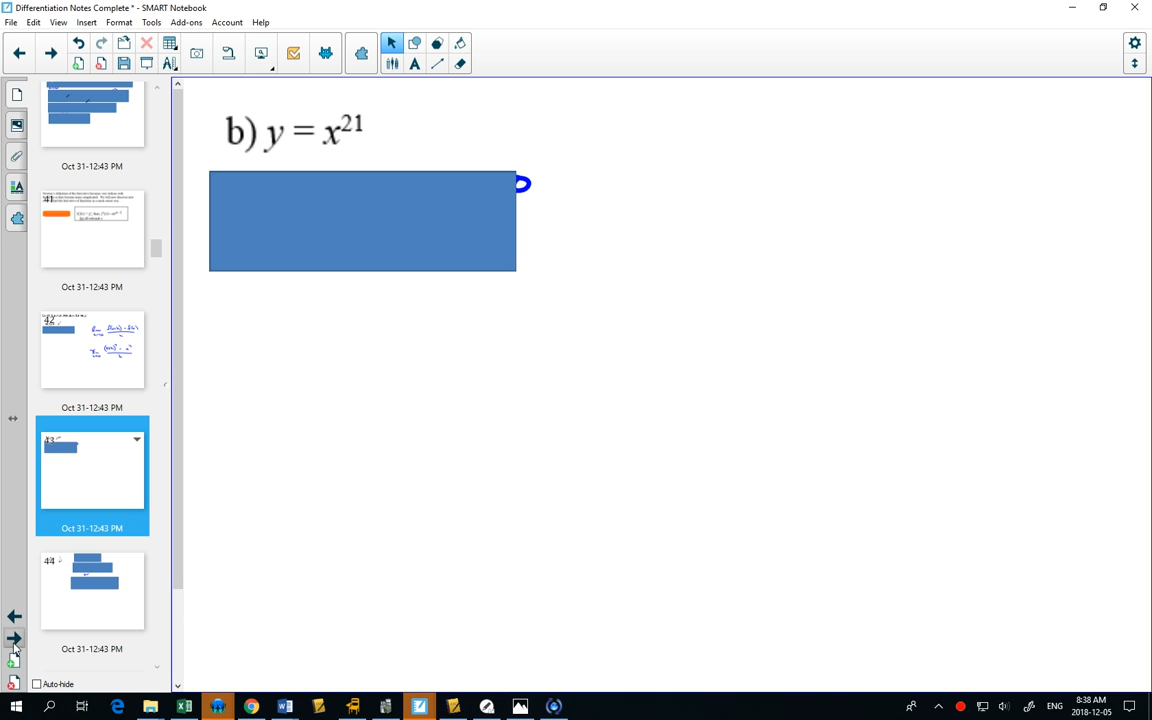 Differentiation Notes Complete * - SMART Notebook
File Edit View Insert Format Tools Add-ons Account Help
b) y = x²¹
Oct 31-12:43 PM
41
Oct 31-12:43 PM
42
Oct 31-12:43 PM
43
Oct 31-12:43 PM
44
Oct 31-12:43 PM
Auto-hide
ENG
8:38 AM
2018-12-05